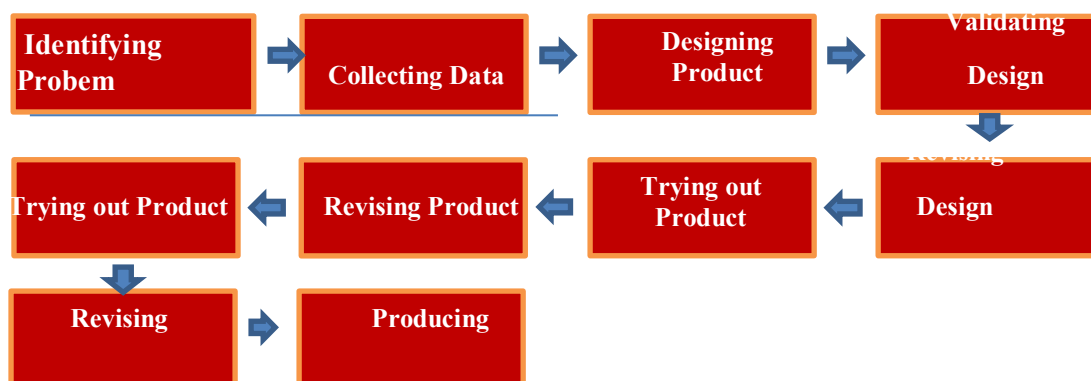 Identifying
Probem
Collecting Data
Designing
Product
Validating
Design
Revising
Design
Trying out
Product
Revising Product
Trying out Product
Revising
Producing